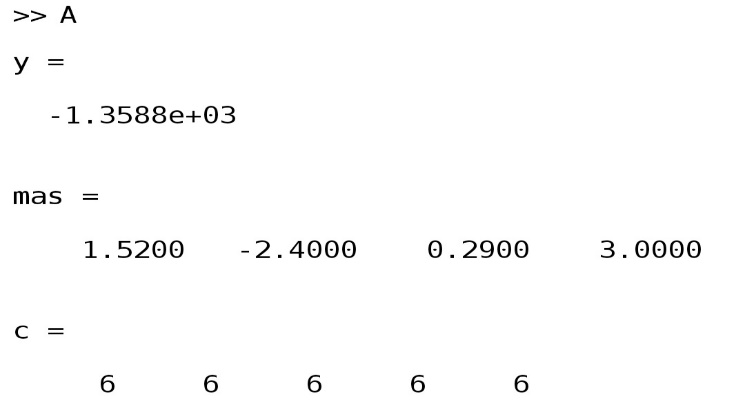 >> A
y =
-1.3588e+03
mas =
1.5200 -2.4000 0.2900 3.0000
c =
6 6 6 6 6